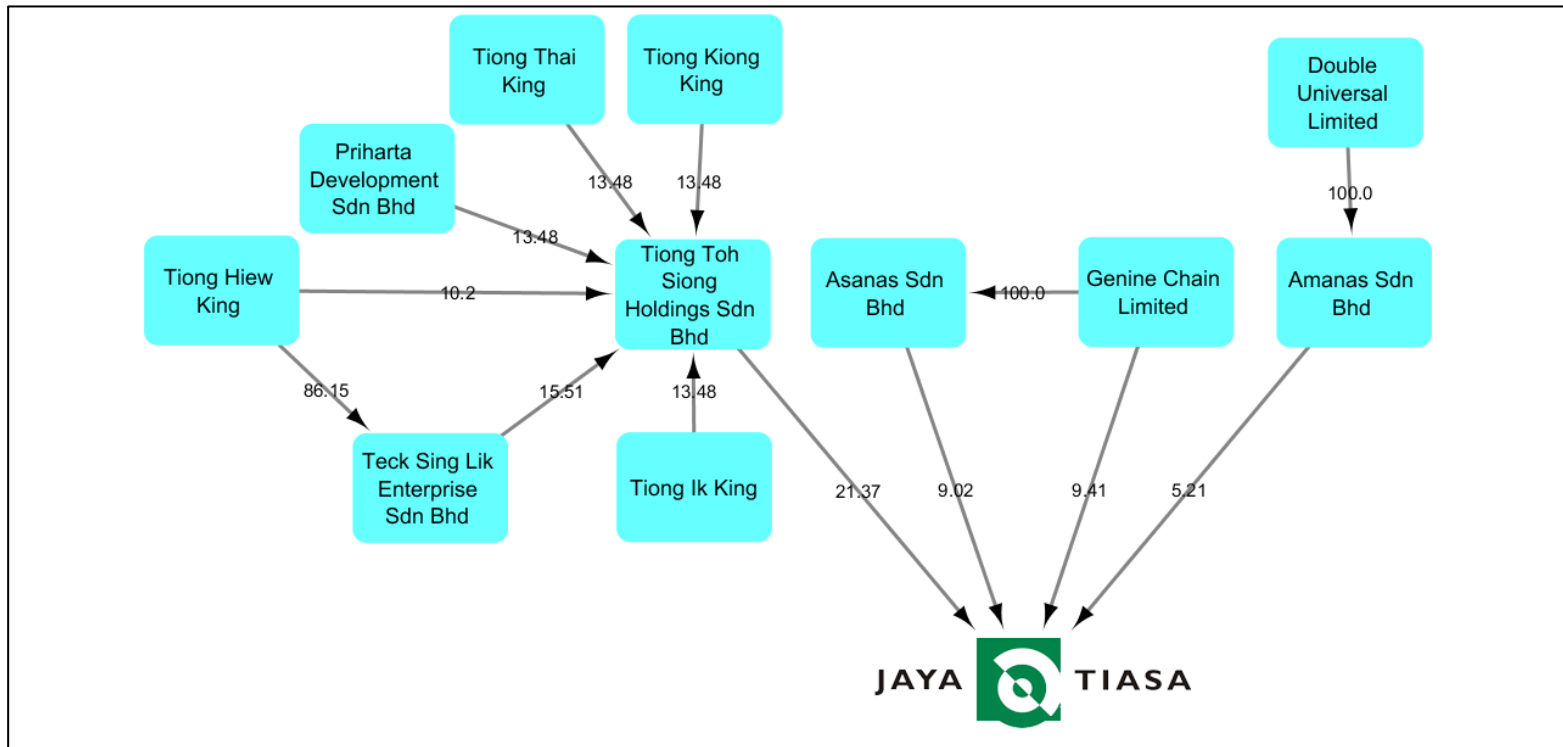 Tiong Thai
King
Tiong Kiong
King
Double
Universal
Limited
Priharta
Development
Sdn Bhd
13.48
13.48
100.0
13.48
Tiong Hiew
King
10.2
Tiong Toh
Siong
Holdings Sdn
Bhd
Asanas Sdn
Bhd
100.0
Genine Chain
Limited
Amanas Sdn
Bhd
86.15
15.51
13.48
Teck Sing Lik
Enterprise
Sdn Bhd
Tiong Ik King
21.37
9.02
9.41
5.21
JAYA TIASA